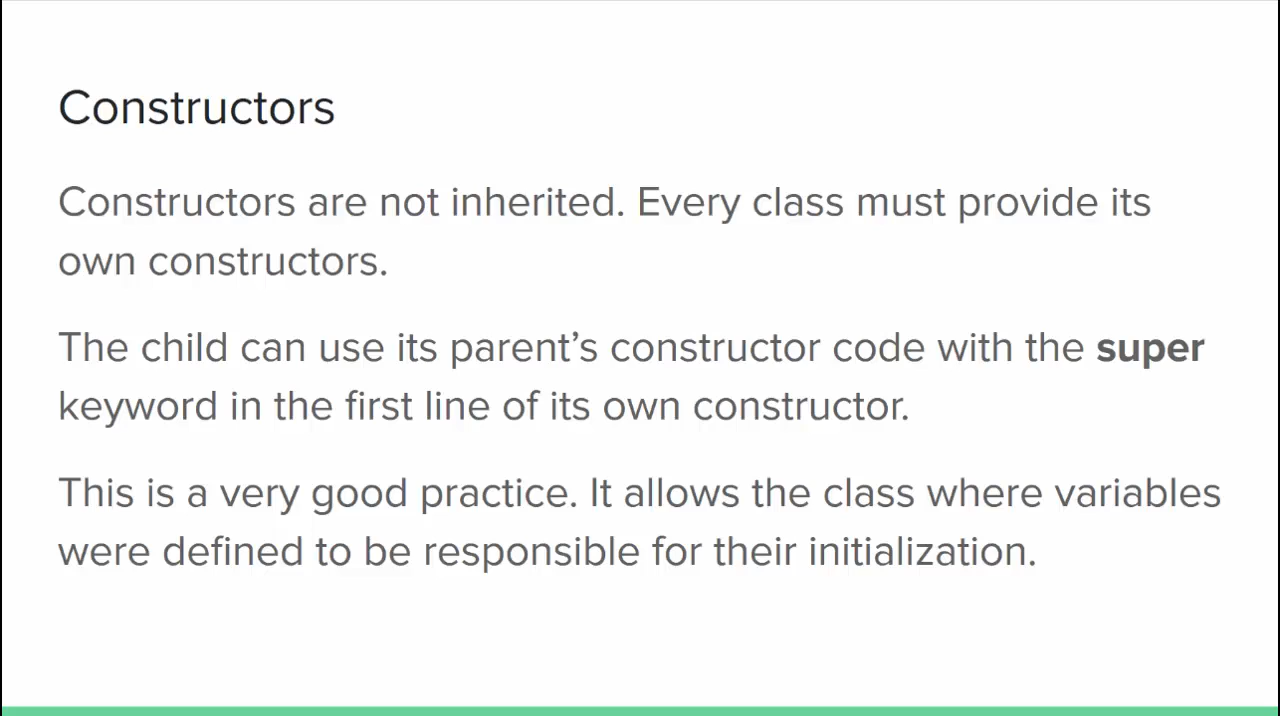 Constructors
Constructors are not inherited. Every class must provide its
own constructors.
The child can use its parent’s constructor code with the super
keyword in the first line of its own constructor.
This is a very good practice. It allows the class where variables
were defined to be responsible for their initialization.